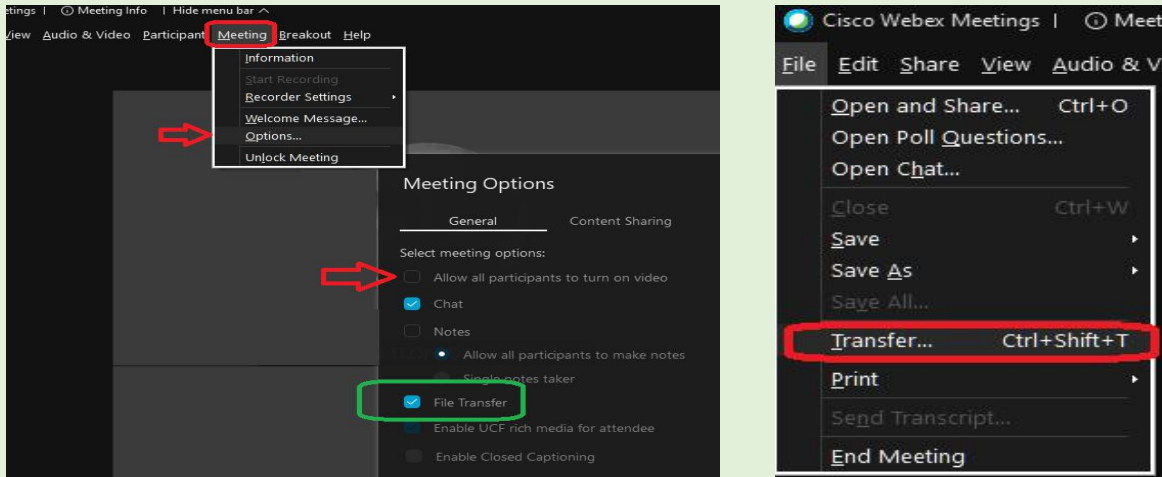 etings | ⓘ Meeting Info | Hide menu bar ^
View Audio & Video Participant Meeting Breakout Help
Information
Start Recording
Recorder Settings
Welcome Message...
Options...
Unlock Meeting
Meeting Options
General Content Sharing
Select meeting options:
Allow all participants to turn on video
Chat
Notes
Allow all participants to make notes
Single notes taker
File Transfer
Enable UCF rich media for attendee
Enable Closed Captioning
Cisco Webex Meetings | ⓘ Meet
File Edit Share View Audio & V
Open and Share... Ctrl+O
Open Poll Questions...
Open Chat...
Close Ctrl+W
Save
Save As
Save All...
Transfer... Ctrl+Shift+T
Print
Send Transcript...
End Meeting